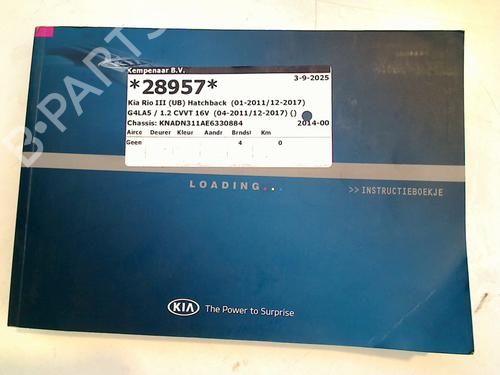 Kempenaar B.V.
3-9-2025
*28957*
Kia Rio III (UB) Hatchback (01-2011/12-2017)
G4LA5 / 1.2 CVVT 16V (04-2011/12-2017) ()
Chassis: KNADN311AE6330884 2014-00
Airco Deuren Kleur Aandr Brndst Km
Geen 4 0
B-PARTS
LOADING...
>> INSTRUCTIEBOEKJE
KIA The Power to Surprise